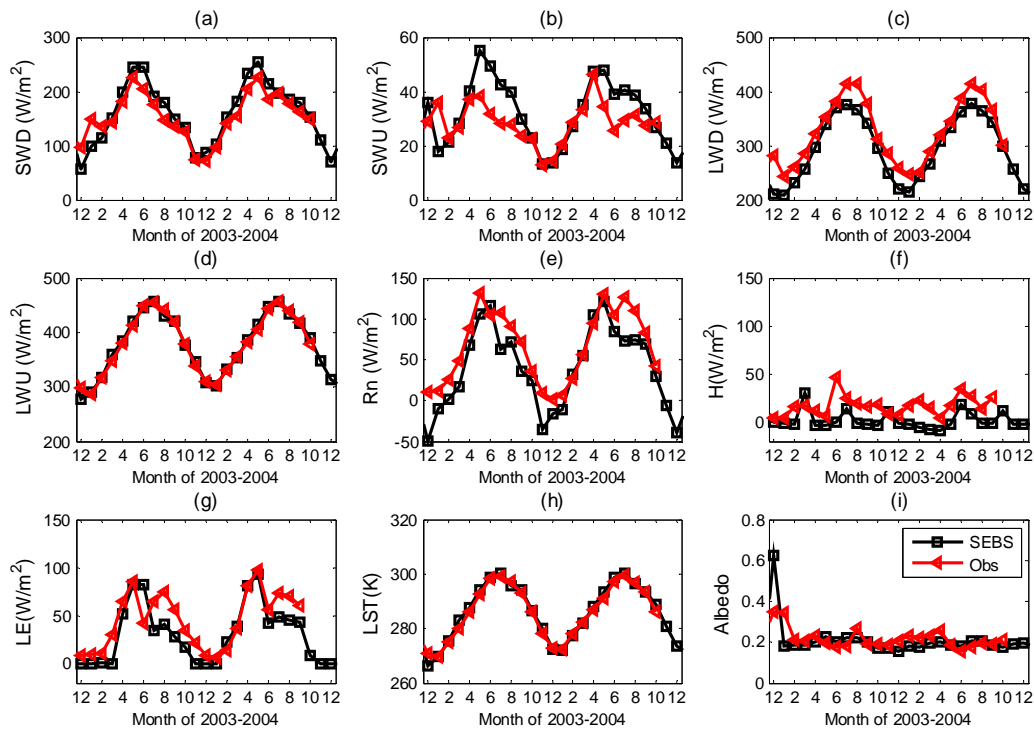 (a)
300
200
100
0
SWD (W/m²)
12 2 4 6 8 10 12 2 4 6 8 10 12
Month of 2003-2004
(b)
60
40
20
0
SWU (W/m²)
12 2 4 6 8 10 12 2 4 6 8 10 12
Month of 2003-2004
(c)
500
400
300
200
LWD (W/m²)
12 2 4 6 8 10 12 2 4 6 8 10 12
Month of 2003-2004
(d)
500
400
300
200
LWU (W/m²)
12 2 4 6 8 10 12 2 4 6 8 10 12
Month of 2003-2004
(e)
150
100
50
0
-50
Rn (W/m²)
12 2 4 6 8 10 12 2 4 6 8 10 12
Month of 2003-2004
(f)
150
100
50
0
H(W/m²)
12 2 4 6 8 10 12 2 4 6 8 10 12
Month of 2003-2004
(g)
150
100
50
0
LE(W/m²)
12 2 4 6 8 10 12 2 4 6 8 10 12
Month of 2003-2004
(h)
320
300
280
260
LST(K)
12 2 4 6 8 10 12 2 4 6 8 10 12
Month of 2003-2004
(i)
0.8
0.6
0.4
0.2
0
Albedo
SEBS
Obs
12 2 4 6 8 10 12 2 4 6 8 10 12
Month of 2003-2004